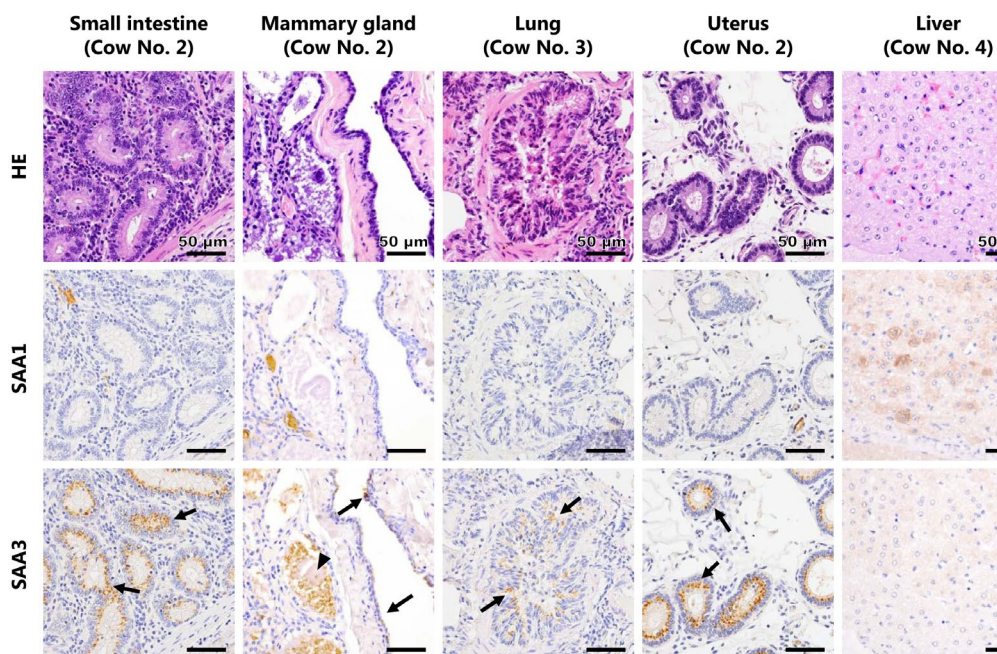 Small intestine
(Cow No. 2)
Mammary gland
(Cow No. 2)
Lung
(Cow No. 3)
Uterus
(Cow No. 2)
Liver
(Cow No. 4)
HE
50 µm
50 µm
50 µm
50 µm
50
SAA1
SAA3